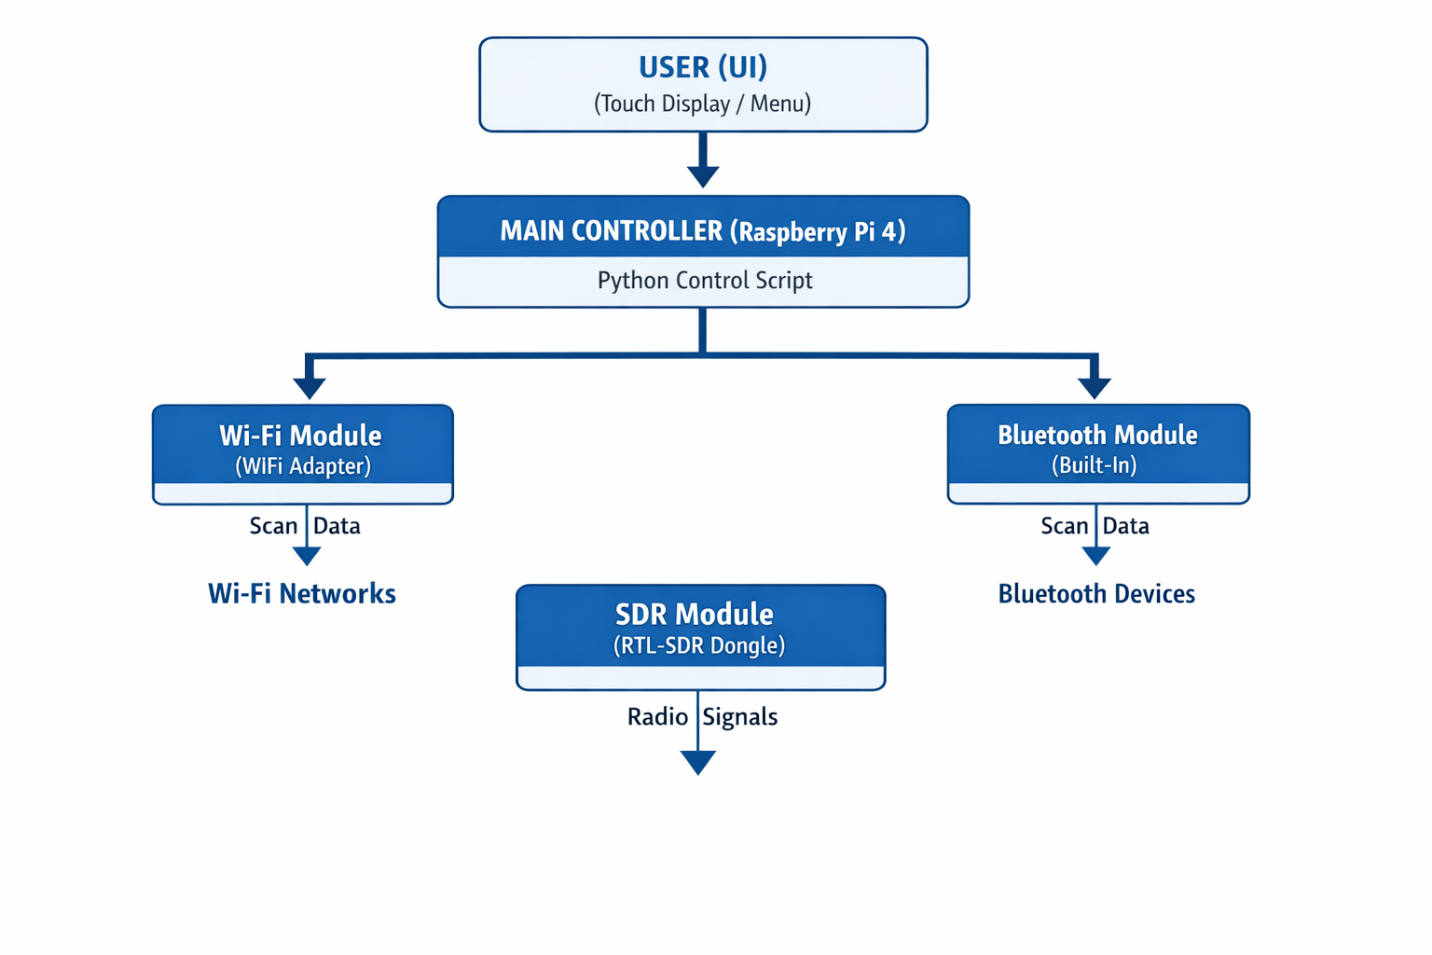 USER (UI)
(Touch Display / Menu)
MAIN CONTROLLER (Raspberry Pi 4)
Python Control Script
Wi-Fi Module
(WIFi Adapter)
Scan Data
Wi-Fi Networks
Bluetooth Module
(Built-In)
Scan Data
Bluetooth Devices
SDR Module
(RTL-SDR Dongle)
Radio Signals